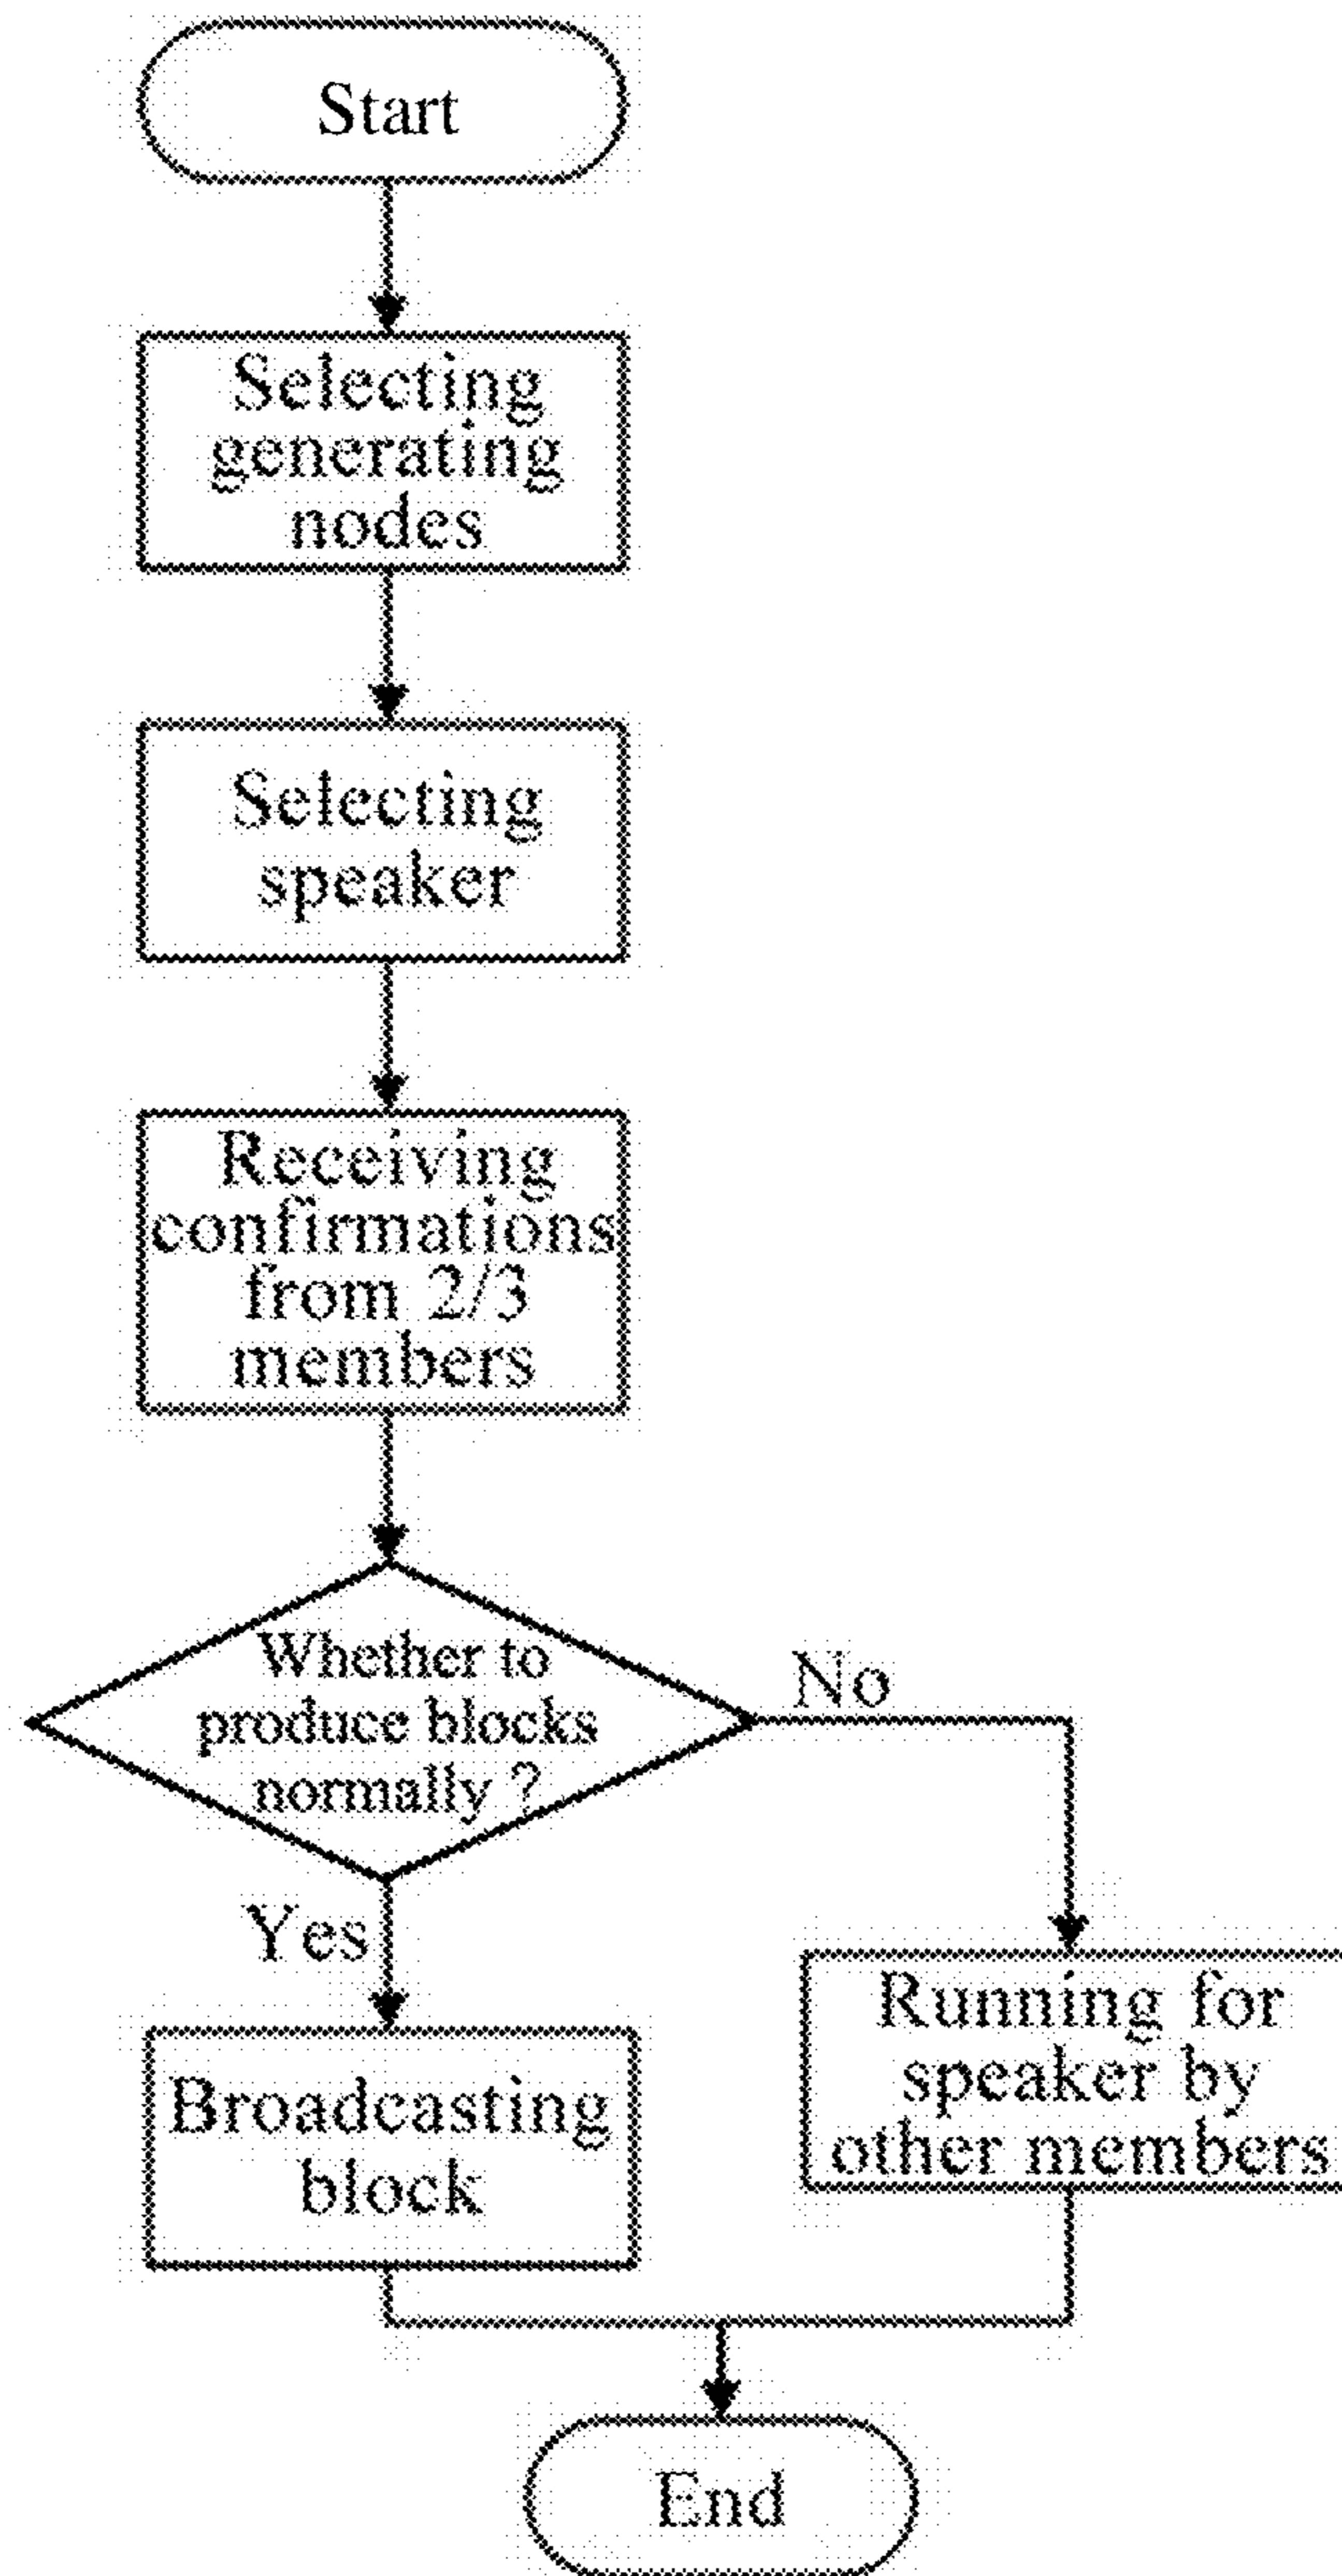 Start
Selecting
generating
nodes
Selecting
speaker
Receiving
confirmations
from 2/3
members
Whether to
produce blocks
normally ?
No
Yes
Running for
speaker by
other members
Broadcasting
block
End